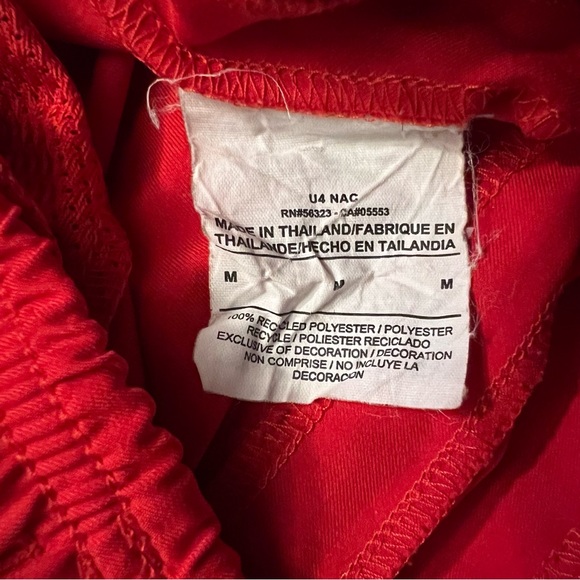 U4 NAC
RN#56323 - CA#05553
MADE IN THAILAND/FABRIQUE EN
THAILANDE/HECHO EN TAILANDIA
M M M
100% RECYCLED POLYESTER / POLYESTER
RECYCLE / POLIESTER RECICLADO
EXCLUSIVE OF DECORATION / DECORATION
NON COMPRISE / NO INCLUYE LA
DECORACION